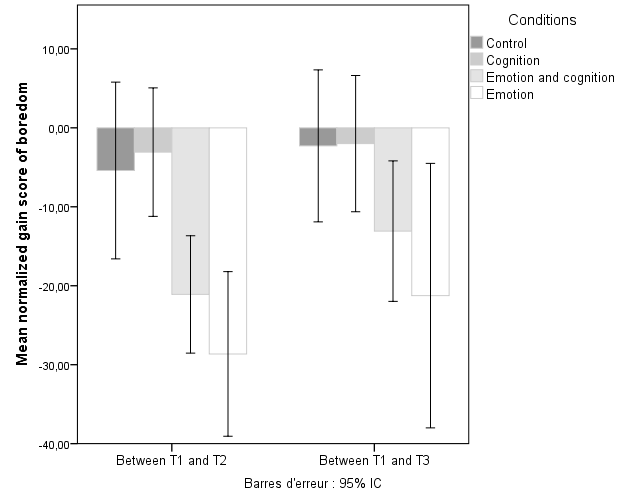 Conditions
Control
Cognition
Emotion and cognition
Emotion
Mean normalized gain score of boredom
10,00
0,00
-10,00
-20,00
-30,00
-40,00
Between T1 and T2
Between T1 and T3
Barres d'erreur : 95% IC